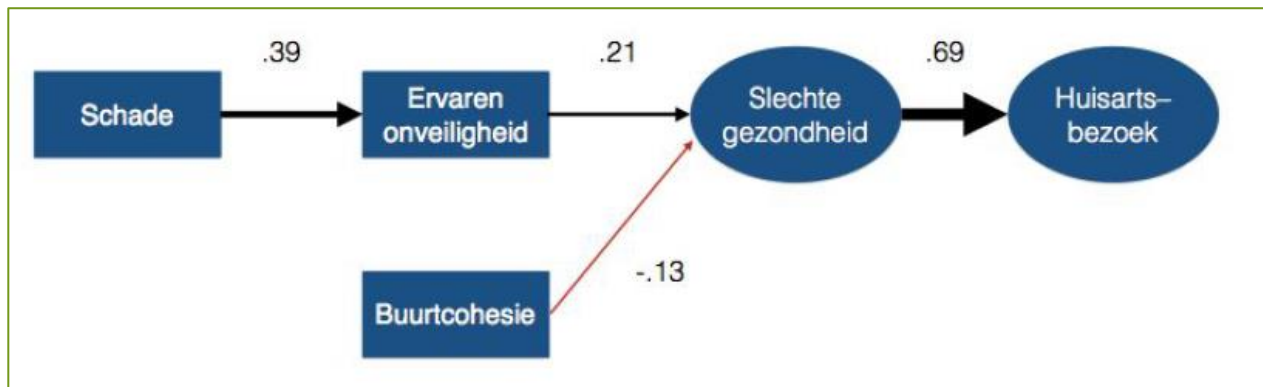 .39
.21
.69
Schade
Ervaren
onveiligheid
Slechte
gezondheid
Huisarts–
bezoek
-.13
Buurtcohesie